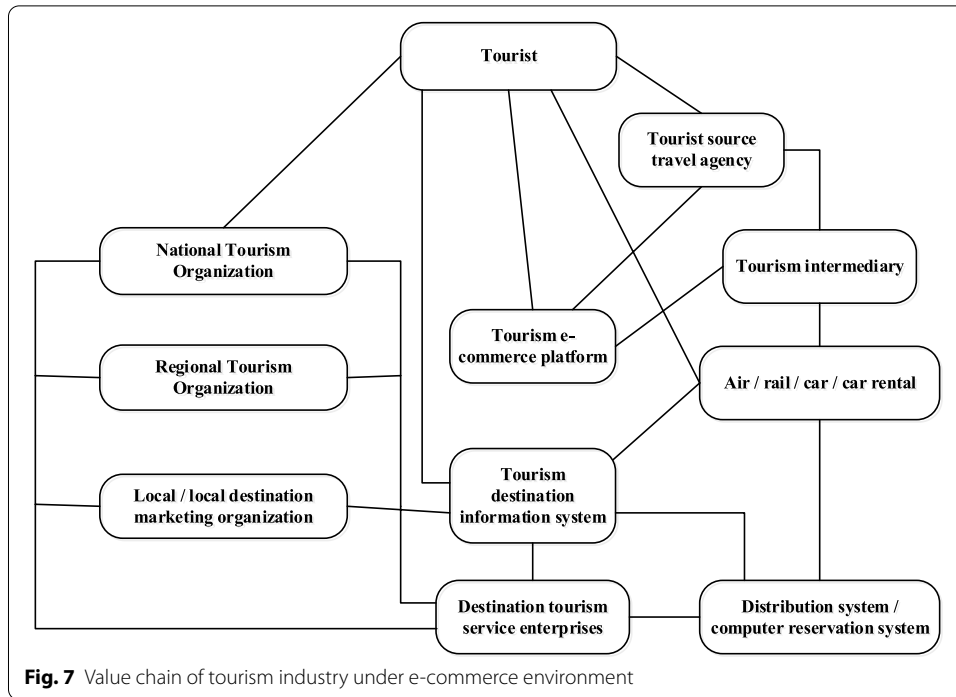 Tourist
Tourist source
travel agency
National Tourism
Organization
Tourism intermediary
Tourism e-
commerce platform
Regional Tourism
Organization
Air / rail / car / car rental
Tourism
destination
information system
Local / local destination
marketing organization
Destination tourism
service enterprises
Distribution system /
computer reservation system
Fig. 7 Value chain of tourism industry under e-commerce environment